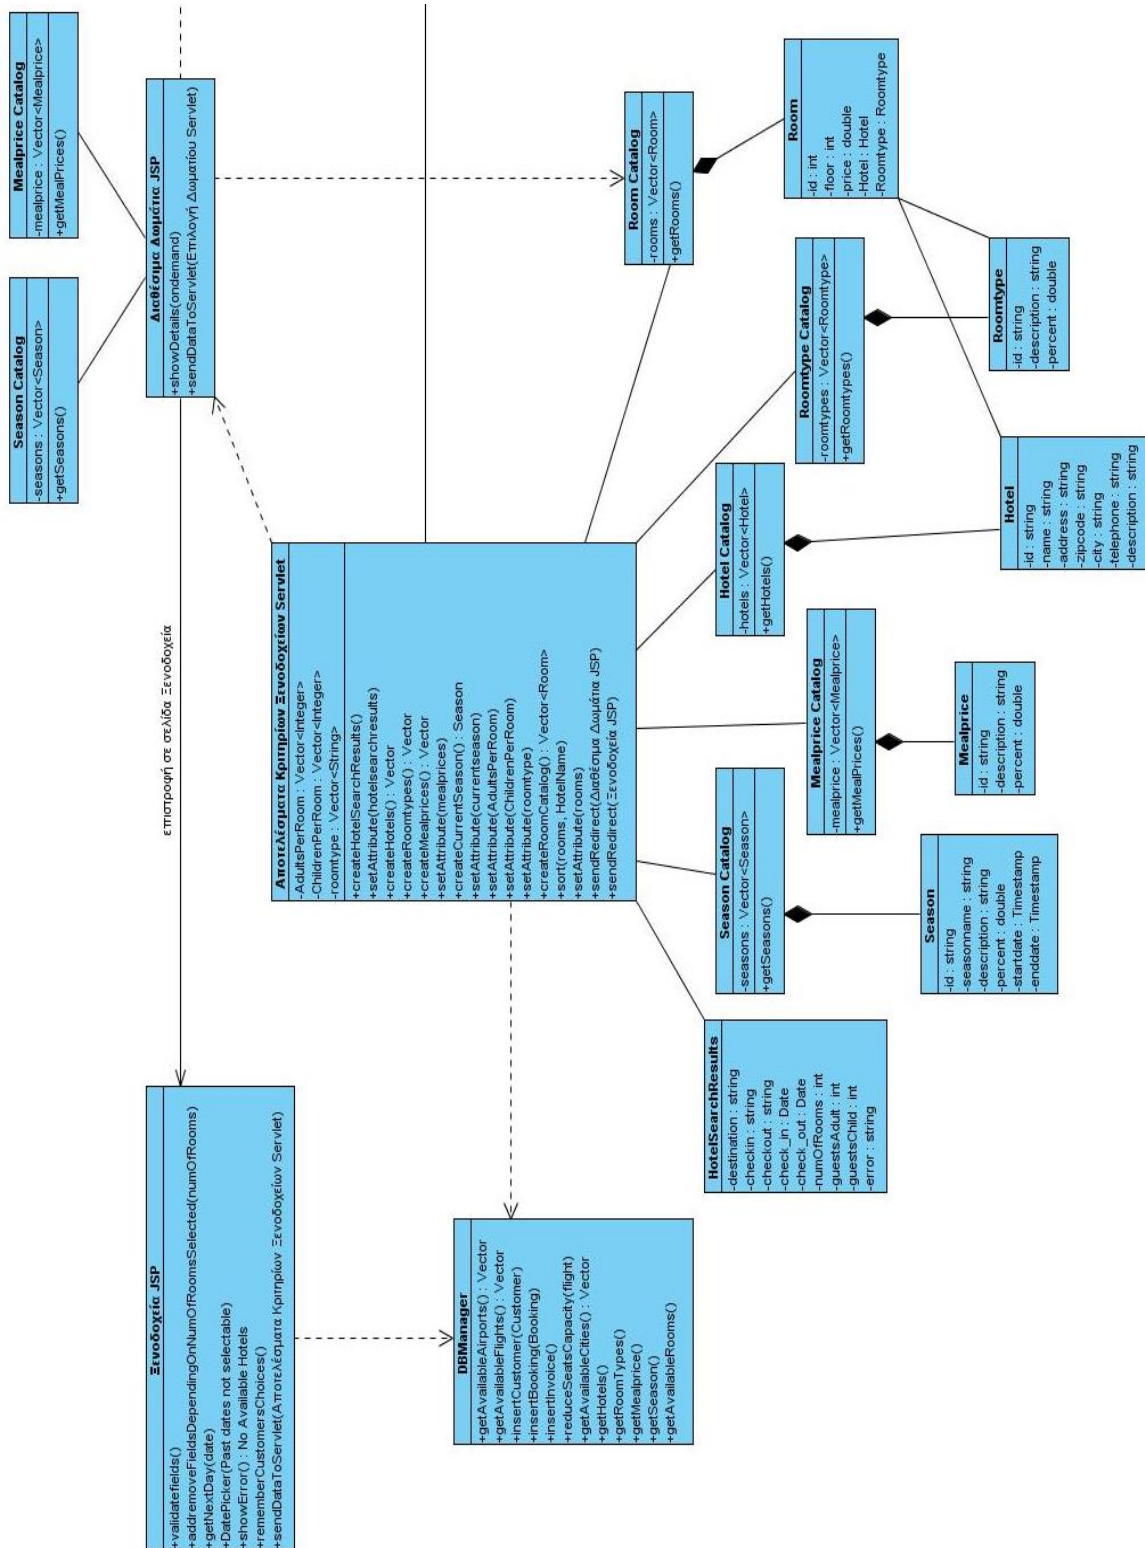 Ξενοδοχεία JSP
+validatefields()
+addremoveFieldsDependingOnNumOfRoomsSelected(numOfRooms)
+getNextDay(date)
+DatePicker(Past dates not selectable)
+showError() : No Available Hotels
+rememberCustomersChoices()
+sendDataToServlet(Αποτελέσματα Κριτηρίων Ξενοδοχείων Servlet)
επιστροφή σε σελίδα Ξενοδοχεία
Season Catalog
-seasons : Vector<Season>
+getSeasons()
Mealprice Catalog
-mealprice : Vector<Mealprice>
+getMealPrices()
Διαθέσιμα Δωμάτια JSP
+showDetails(ondemand)
+sendDataToServlet(Επιλογή Δωματίου Servlet)
DBManager
+getAvailableAirports() : Vector
+getAvailableFlights() : Vector
+insertCustomer(Customer)
+insertBooking(Booking)
+insertInvoice()
+reduceSeatsCapacity(flight)
+getAvailableCities() : Vector
+getHotels()
+getRoomTypes()
+getMealprice()
+getSeason()
+getAvailableRooms()
Αποτελέσματα Κριτηρίων Ξενοδοχείων Servlet
-AdultsPerRoom : Vector<Integer>
-ChildrenPerRoom : Vector<Integer>
-roomtype : Vector<String>
+createHotelSearchResults()
+setAttribute(hotelsearchresults)
+createHotels() : Vector
+createRoomtypes() : Vector
+createMealprices() : Vector
+setAttribute(mealprices)
+createCurrentSeason() : Season
+setAttribute(currentseason)
+setAttribute(AdultsPerRoom)
+setAttribute(ChildrenPerRoom)
+setAttribute(roomtype)
+createRoomCatalog() : Vector<Room>
+sort(rooms, HotelName)
+setAttribute(rooms)
+sendRedirect(Διαθέσιμα Δωμάτια JSP)
+sendRedirect(Ξενοδοχεία JSP)
Room Catalog
-rooms : Vector<Room>
+getRooms()
HotelSearchResults
-destination : string
-checkin : string
-checkout : string
-check_in : Date
-check_out : Date
-numOfRooms : int
-guestsAdult : int
-guestsChild : int
-error : string
Season Catalog
-seasons : Vector<Season>
+getSeasons()
Mealprice Catalog
-mealprice : Vector<Mealprice>
+getMealPrices()
Hotel Catalog
-hotels : Vector<Hotel>
+getHotels()
Roomtype Catalog
-roomtypes : Vector<Roomtype>
+getRoomtypes()
Room
-id : int
-floor : int
-price : double
-Hotel : Hotel
-Roomtype : Roomtype
Season
-id : string
-seasonname : string
-description : string
-percent : double
-startdate : Timestamp
-enddate : Timestamp
Mealprice
-id : string
-description : string
-percent : double
Hotel
-id : string
-name : string
-address : string
-zipcode : string
-city : string
-telephone : string
-description : string
Roomtype
-id : string
-description : string
-percent : double